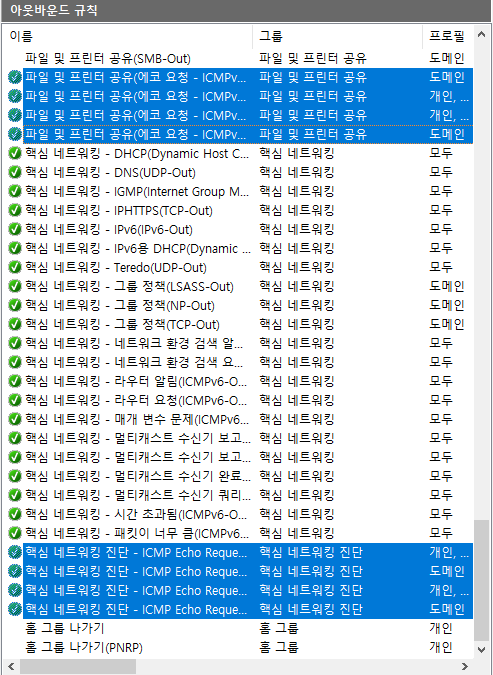 아웃바운드 규칙
이름 그룹 프로필
파일 및 프린터 공유(SMB-Out) 파일 및 프린터 공유 도메인
파일 및 프린터 공유(에코 요청 - ICMPv... 파일 및 프린터 공유 도메인
파일 및 프린터 공유(에코 요청 - ICMPv... 파일 및 프린터 공유 개인, ...
파일 및 프린터 공유(에코 요청 - ICMPv... 파일 및 프린터 공유 개인, ...
파일 및 프린터 공유(에코 요청 - ICMPv... 파일 및 프린터 공유 도메인
핵심 네트워킹 - DHCP(Dynamic Host C... 핵심 네트워킹 모두
핵심 네트워킹 - DNS(UDP-Out) 핵심 네트워킹 모두
핵심 네트워킹 - IGMP(Internet Group M... 핵심 네트워킹 모두
핵심 네트워킹 - IPHTTPS(TCP-Out) 핵심 네트워킹 모두
핵심 네트워킹 - IPv6(IPv6-Out) 핵심 네트워킹 모두
핵심 네트워킹 - IPv6용 DHCP(Dynamic ... 핵심 네트워킹 모두
핵심 네트워킹 - Teredo(UDP-Out) 핵심 네트워킹 모두
핵심 네트워킹 - 그룹 정책(LSASS-Out) 핵심 네트워킹 도메인
핵심 네트워킹 - 그룹 정책(NP-Out) 핵심 네트워킹 도메인
핵심 네트워킹 - 그룹 정책(TCP-Out) 핵심 네트워킹 도메인
핵심 네트워킹 - 네트워크 환경 검색 알... 핵심 네트워킹 모두
핵심 네트워킹 - 네트워크 환경 검색 요... 핵심 네트워킹 모두
핵심 네트워킹 - 라우터 알림(ICMPv6-O... 핵심 네트워킹 모두
핵심 네트워킹 - 라우터 요청(ICMPv6-O... 핵심 네트워킹 모두
핵심 네트워킹 - 매개 변수 문제(ICMPv6... 핵심 네트워킹 모두
핵심 네트워킹 - 멀티캐스트 수신기 보고... 핵심 네트워킹 모두
핵심 네트워킹 - 멀티캐스트 수신기 보고... 핵심 네트워킹 모두
핵심 네트워킹 - 멀티캐스트 수신기 완료... 핵심 네트워킹 모두
핵심 네트워킹 - 멀티캐스트 수신기 쿼리... 핵심 네트워킹 모두
핵심 네트워킹 - 시간 초과됨(ICMPv6-O... 핵심 네트워킹 모두
핵심 네트워킹 - 패킷이 너무 큼(ICMPv6... 핵심 네트워킹 모두
핵심 네트워킹 진단 - ICMP Echo Reque... 핵심 네트워킹 진단 개인, ...
핵심 네트워킹 진단 - ICMP Echo Reque... 핵심 네트워킹 진단 도메인
핵심 네트워킹 진단 - ICMP Echo Reque... 핵심 네트워킹 진단 개인, ...
핵심 네트워킹 진단 - ICMP Echo Reque... 핵심 네트워킹 진단 도메인
홈 그룹 나가기 홈 그룹 개인
홈 그룹 나가기(PNRP) 홈 그룹 개인